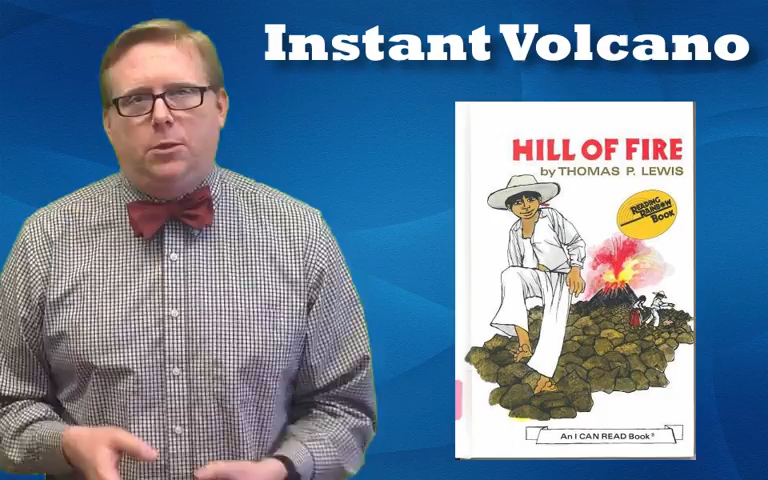 Instant Volcano
HILL OF FIRE
by THOMAS P. LEWIS
READING
RAINBOW
BOOK
An I CAN READ Book®